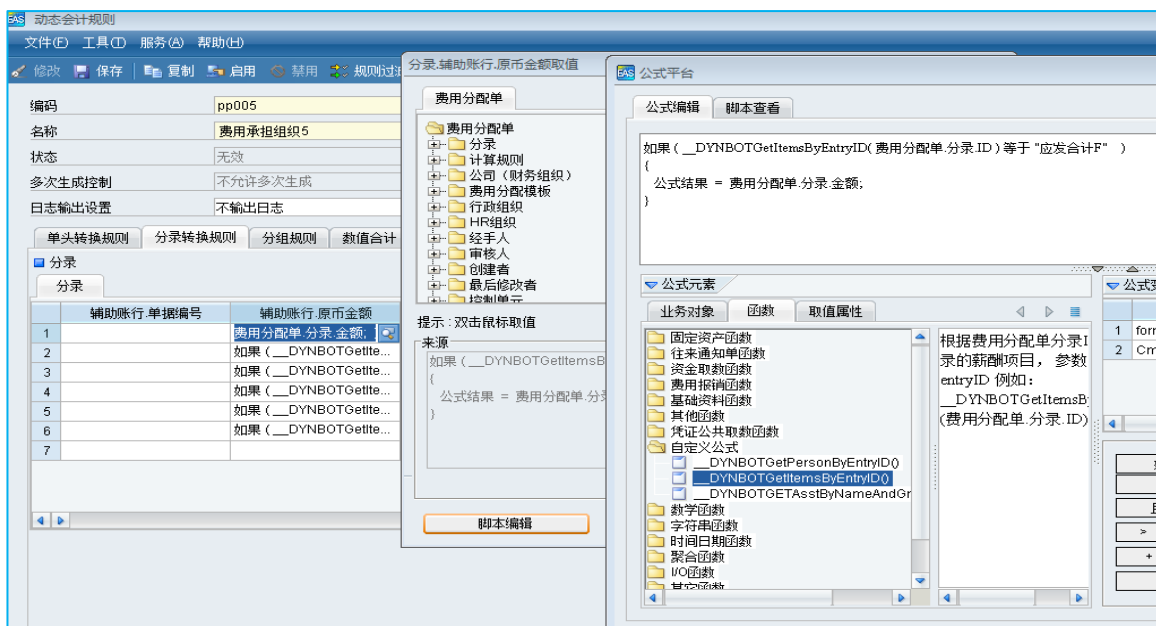 EAS 动态会计规则
文件(F) 工具(T) 服务(A) 帮助(H)
修改 保存 复制 启用 禁用 规则过
编码 pp005
名称 费用承担组织5
状态 无效
多次生成控制 不允许多次生成
日志输出设置 不输出日志
单头转换规则 分录转换规则 分组规则 数值合计
分录
分录
辅助账行.单据编号 辅助账行.原币金额
1 费用分配单.分录.金额;
2 如果 ( __DYNBOTGetIte...
3 如果 ( __DYNBOTGetIte...
4 如果 ( __DYNBOTGetIte...
5 如果 ( __DYNBOTGetIte...
6 如果 ( __DYNBOTGetIte...
7
分录.辅助账行.原币金额取值
费用分配单
费用分配单
分录
计算规则
公司（财务组织）
费用分配模板
行政组织
HR组织
经手人
审核人
创建者
最后修改者
控制单元
提示：双击鼠标取值
来源
如果 ( __DYNBOTGetItemsB
{
公式结果 = 费用分配单.分录
}
脚本编辑
EAS 公式平台
公式编辑 脚本查看
如果 ( __DYNBOTGetItemsByEntryID( 费用分配单.分录.ID ) 等于 "应发合计F" )
{
公式结果 = 费用分配单.分录.金额;
}
公式元素
业务对象 函数 取值属性
固定资产函数
往来通知单函数
资金取数函数
费用报销函数
基础资料函数
其他函数
凭证公共取数函数
自定义公式
__DYNBOTGetPersonByEntryID()
__DYNBOTGetItemsByEntryID()
__DYNBOTGETAsstByNameAndGr
数学函数
字符串函数
时间日期函数
聚合函数
I/O函数
其它函数
根据费用分配单分录I
录的薪酬项目，参数
entryID 例如：
__DYNBOTGetItemsB
(费用分配单.分录.ID)
公式
1 forr
2 Cm
>
+